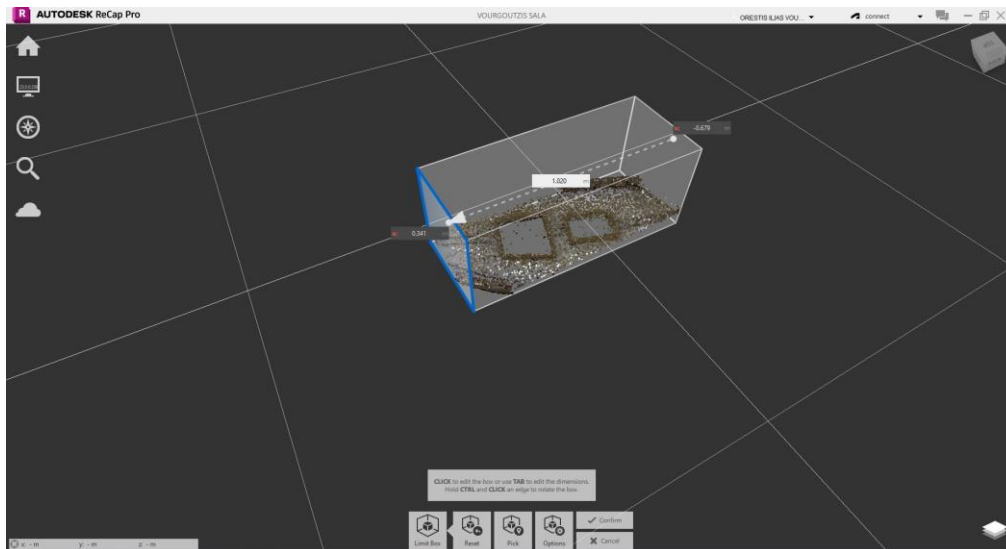 R AUTODESK ReCap Pro
VOURGOUTZIS SALA
ORESTIS ILIAS VOU...
connect
-0.679
1.020 m
0.341
CLICK to edit the box or use TAB to edit the dimensions.
Hold CTRL and CLICK an edge to rotate the box.
Limit Box
Reset
Pick
Options
Confirm
Cancel
x: - m y: - m z: - m